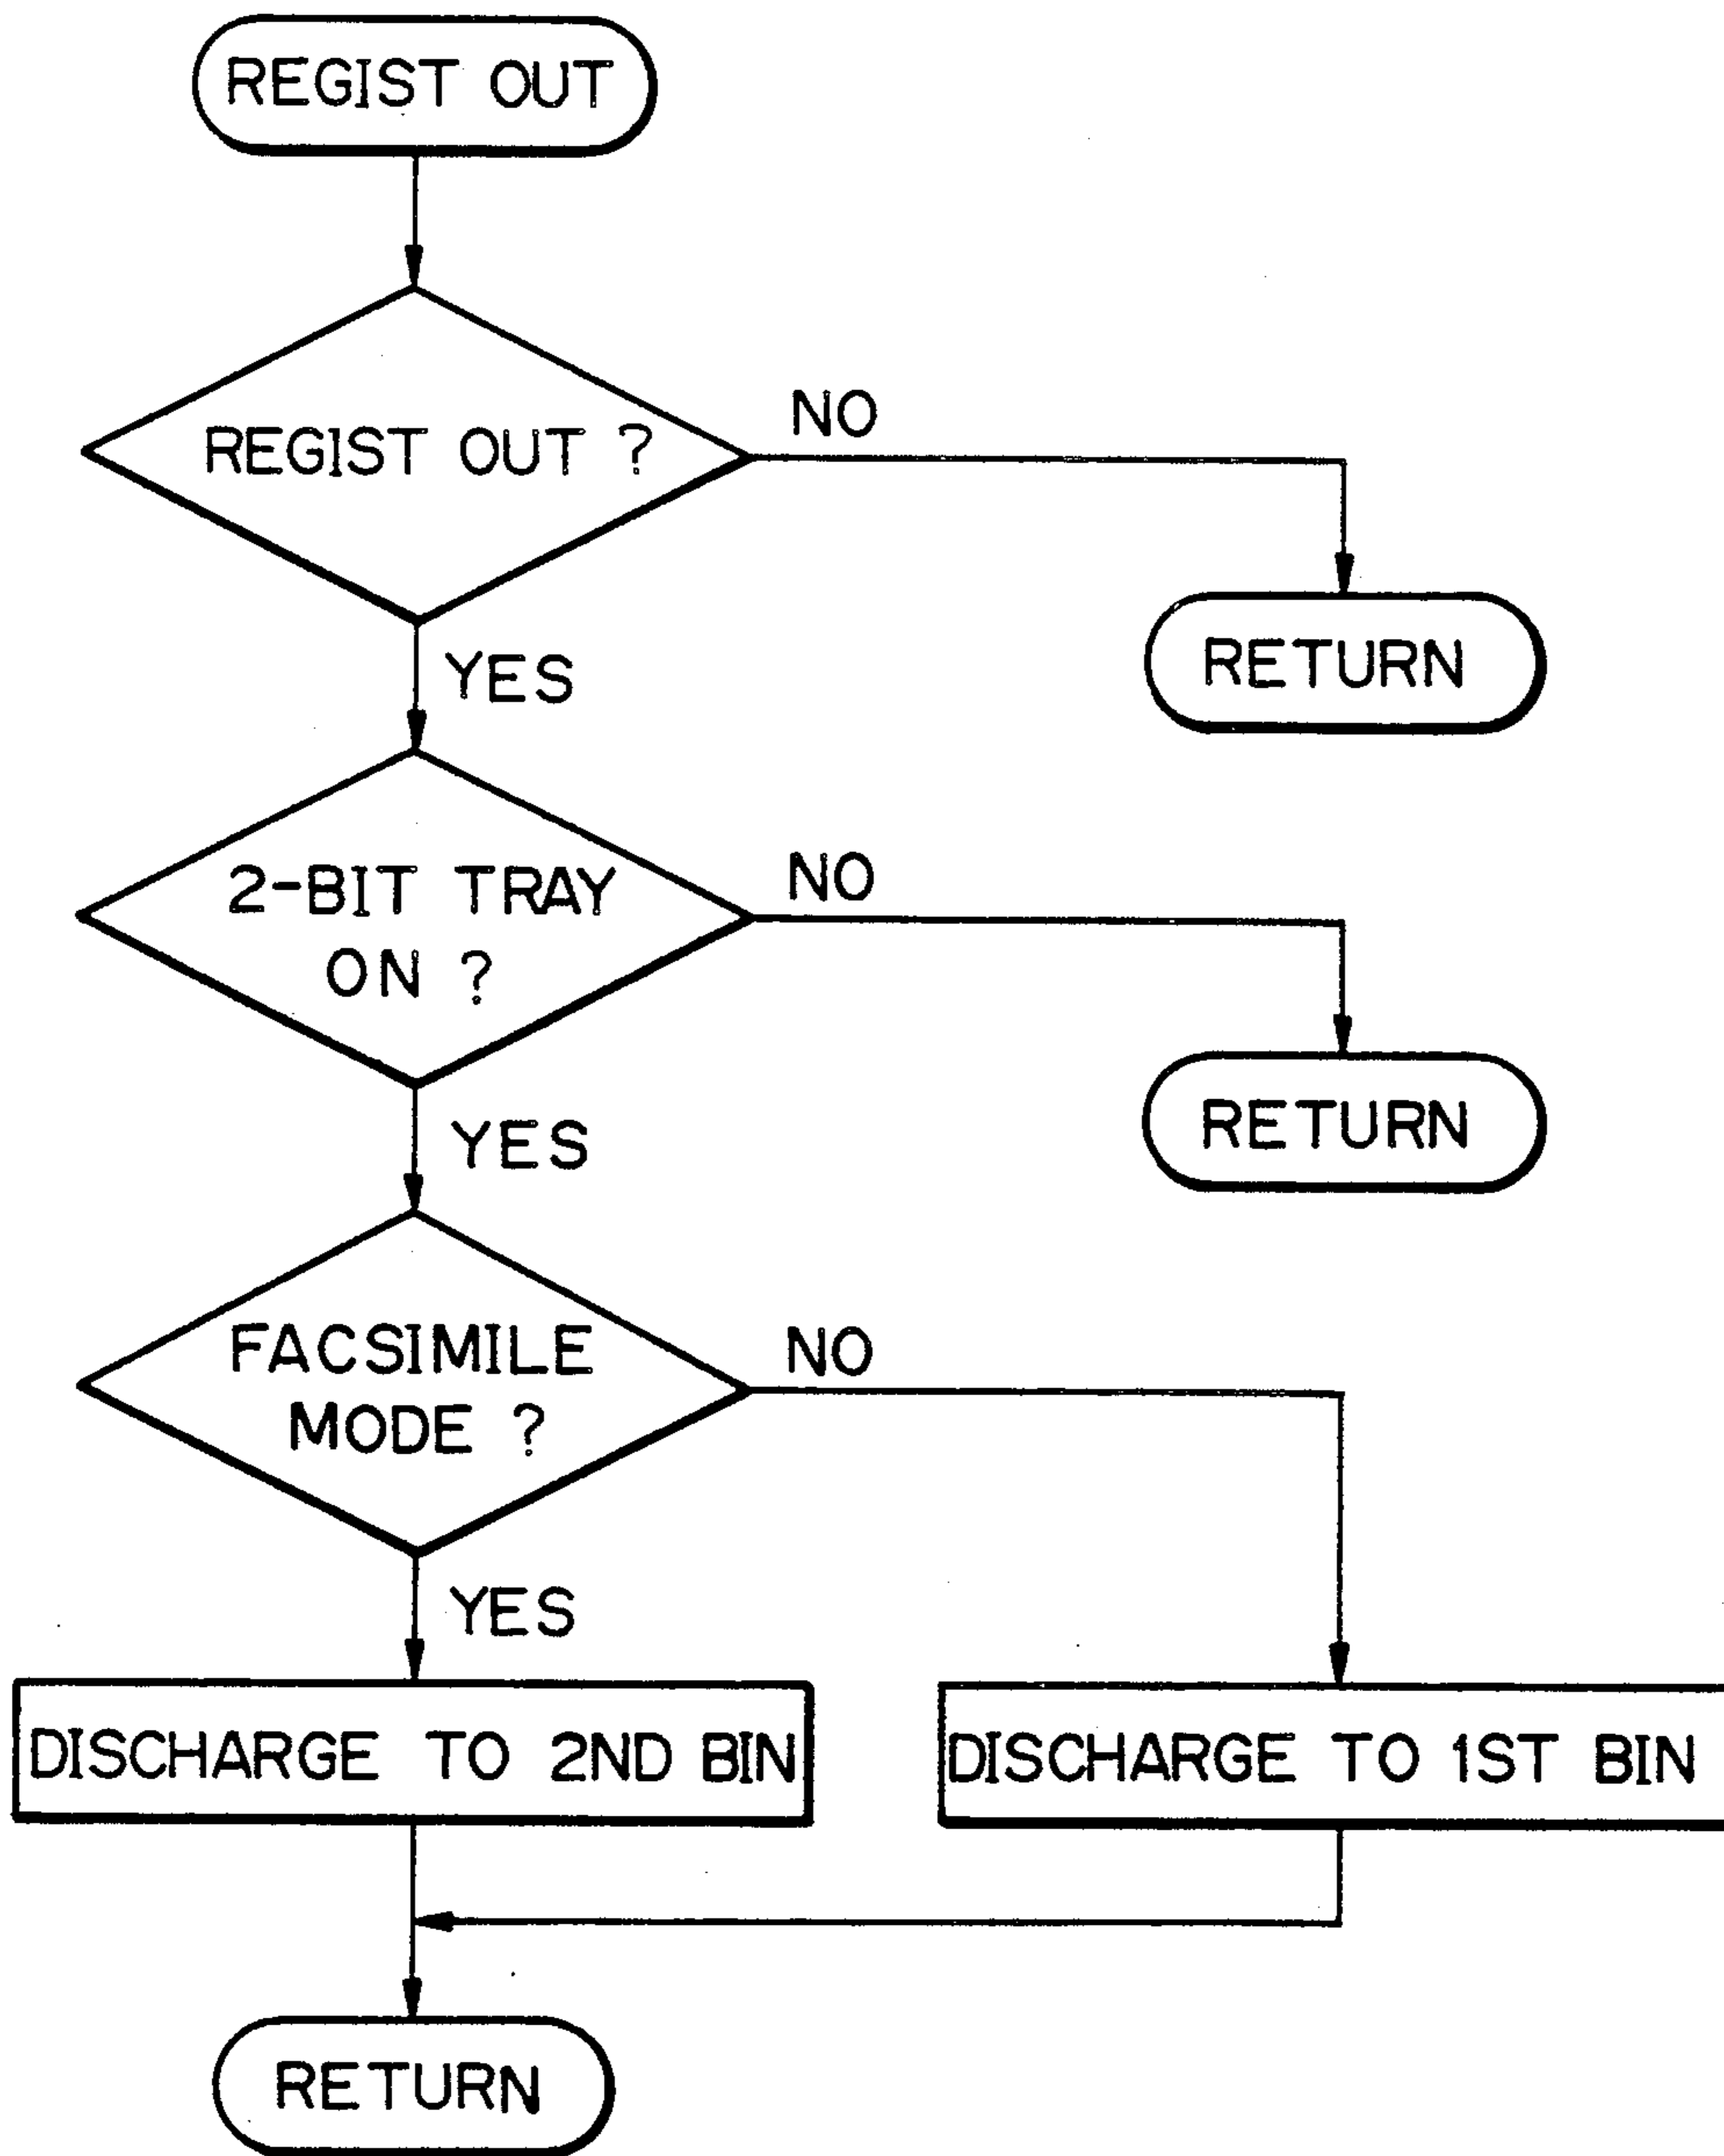 REGIST OUT
REGIST OUT ?
NO
RETURN
YES
2-BIT TRAY
ON ?
NO
RETURN
YES
FACSIMILE
MODE ?
NO
YES
DISCHARGE TO 2ND BIN
DISCHARGE TO 1ST BIN
RETURN